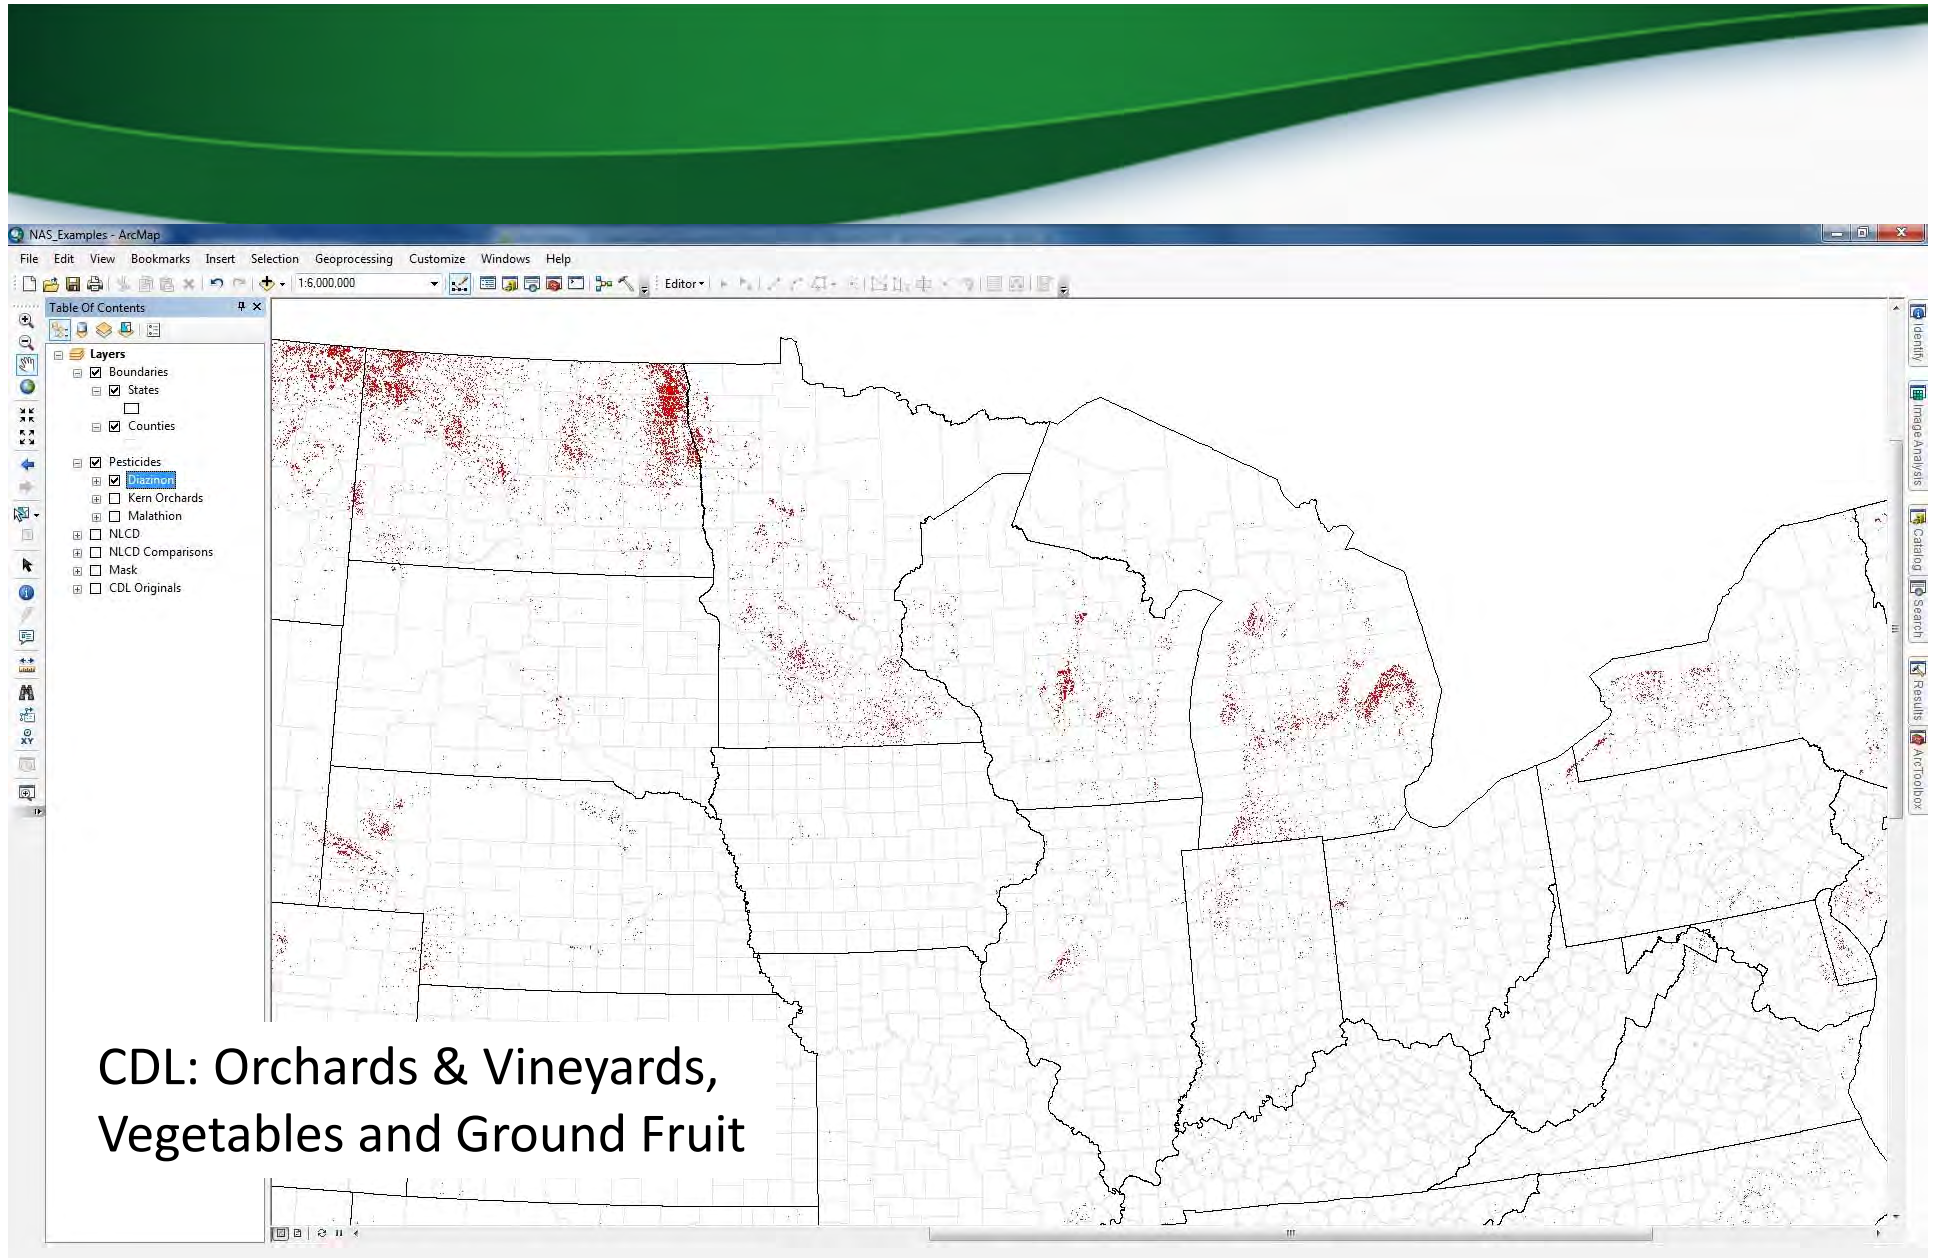 NAS_Examples - ArcMap
File Edit View Bookmarks Insert Selection Geoprocessing Customize Windows Help
1:6,000,000
Editor
Table Of Contents
Layers
Boundaries
States
Counties
Pesticides
Diazinon
Kern Orchards
Malathion
NLCD
NLCD Comparisons
Mask
CDL Originals
XY
Identify
Image Analysis
Catalog
Search
Results
ArcToolbox
CDL: Orchards & Vineyards,
Vegetables and Ground Fruit